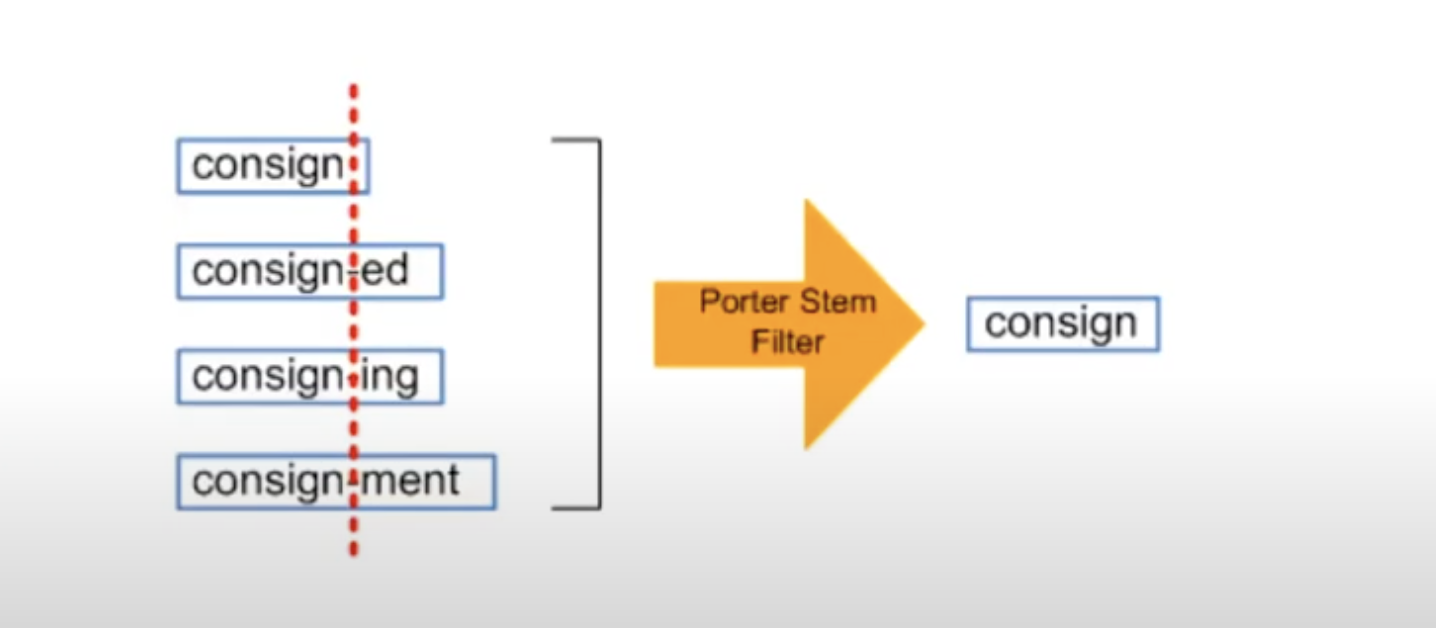 consign
consign-ed
consign-ing
consign-ment
Porter Stem
Filter
consign